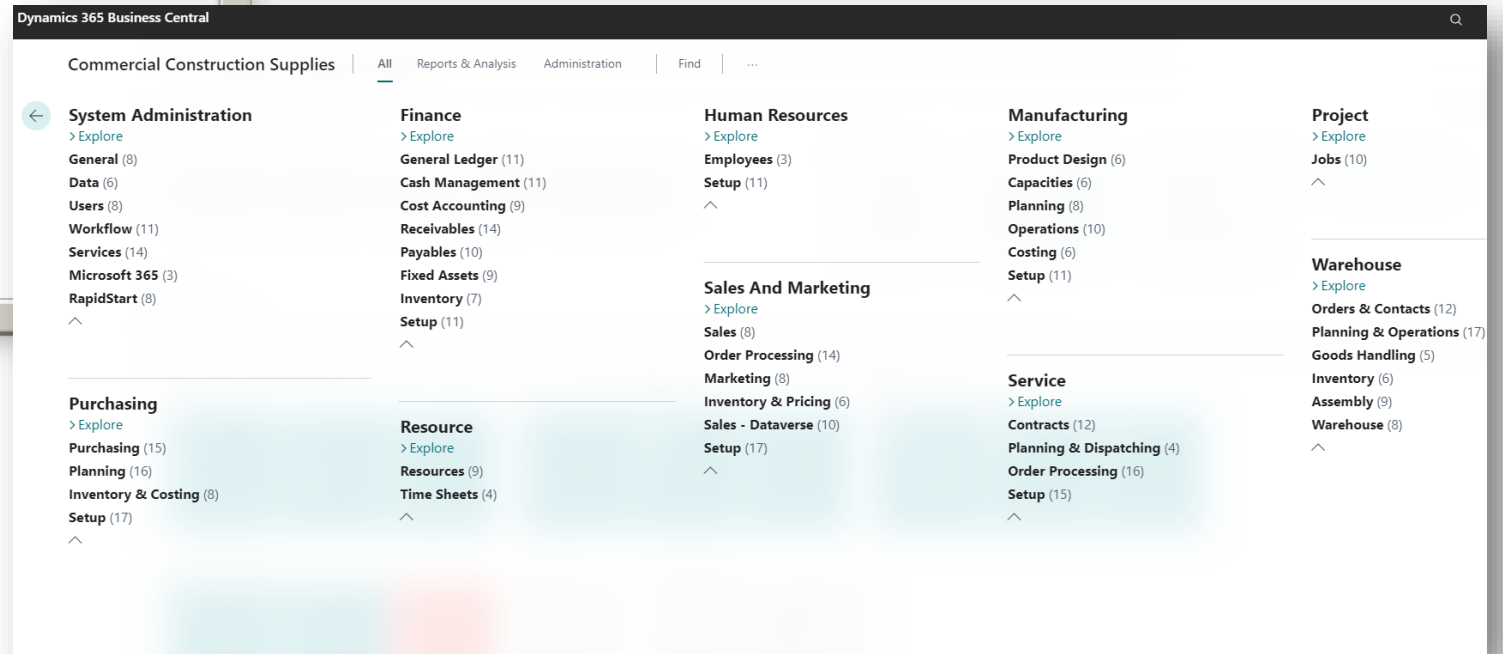 Dynamics 365 Business Central
Commercial Construction Supplies All Reports & Analysis Administration Find ...
System Administration
> Explore
General (8)
Data (6)
Users (8)
Workflow (11)
Services (14)
Microsoft 365 (3)
RapidStart (8)
Purchasing
> Explore
Purchasing (15)
Planning (16)
Inventory & Costing (8)
Setup (17)
Finance
> Explore
General Ledger (11)
Cash Management (11)
Cost Accounting (9)
Receivables (14)
Payables (10)
Fixed Assets (9)
Inventory (7)
Setup (11)
Resource
> Explore
Resources (9)
Time Sheets (4)
Human Resources
> Explore
Employees (3)
Setup (11)
Sales And Marketing
> Explore
Sales (8)
Order Processing (14)
Marketing (8)
Inventory & Pricing (6)
Sales - Dataverse (10)
Setup (17)
Manufacturing
> Explore
Product Design (6)
Capacities (6)
Planning (8)
Operations (10)
Costing (6)
Setup (11)
Service
> Explore
Contracts (12)
Planning & Dispatching (4)
Order Processing (16)
Setup (15)
Project
> Explore
Jobs (10)
Warehouse
> Explore
Orders & Contacts (12)
Planning & Operations (17)
Goods Handling (5)
Inventory (6)
Assembly (9)
Warehouse (8)